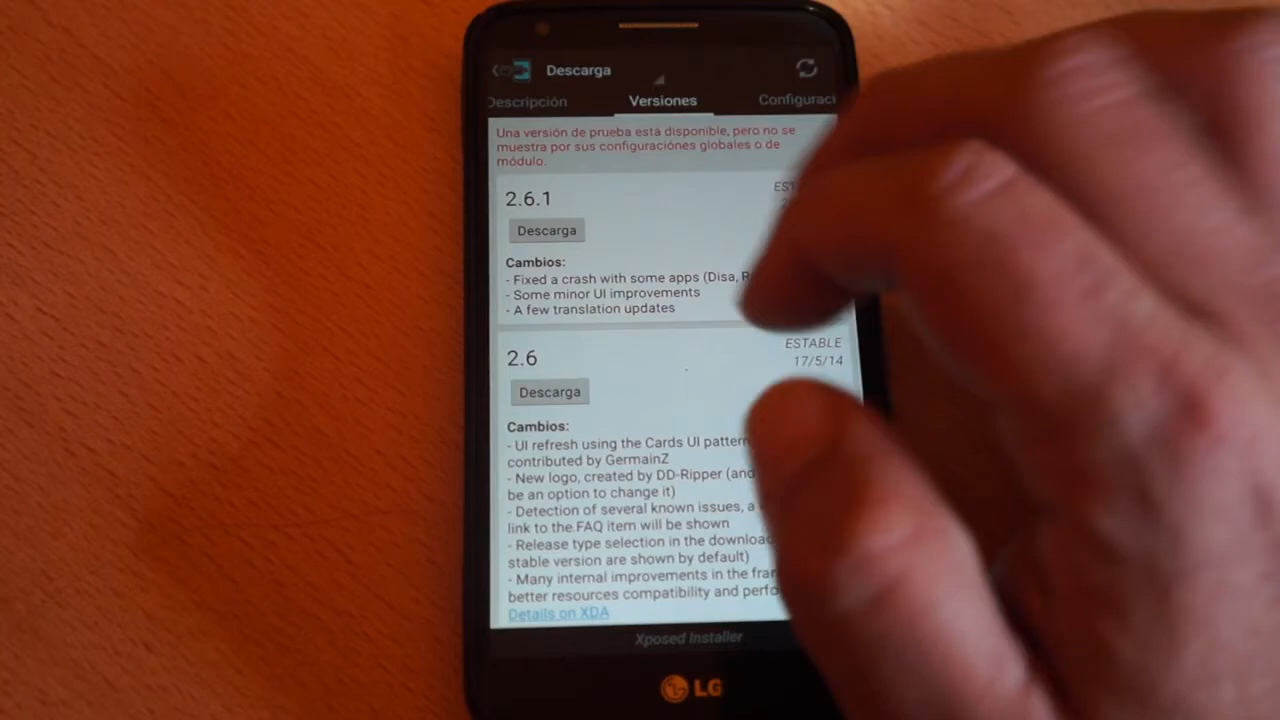 Descarga
Descripción Versiones Configuraci
Una versión de prueba esta disponible, pero no se
muestra por sus configuraciónes globales o de
módulo.
2.6.1
EST
Descarga
Cambios:
- Fixed a crash with some apps (Disa, R
- Some minor UI improvements
- A few translation updates
2.6
ESTABLE
17/5/14
Descarga
Cambios:
- UI refresh using the Cards UI pattern
contributed by GermainZ
- New logo, created by DD-Ripper (and
be an option to change it)
- Detection of several known issues, a
link to the FAQ item will be shown
- Release type selection in the download
stable version are shown by default)
- Many internal improvements in the fra
better resources compatibility and perfo
Details on XDA
Xposed Installer
LG